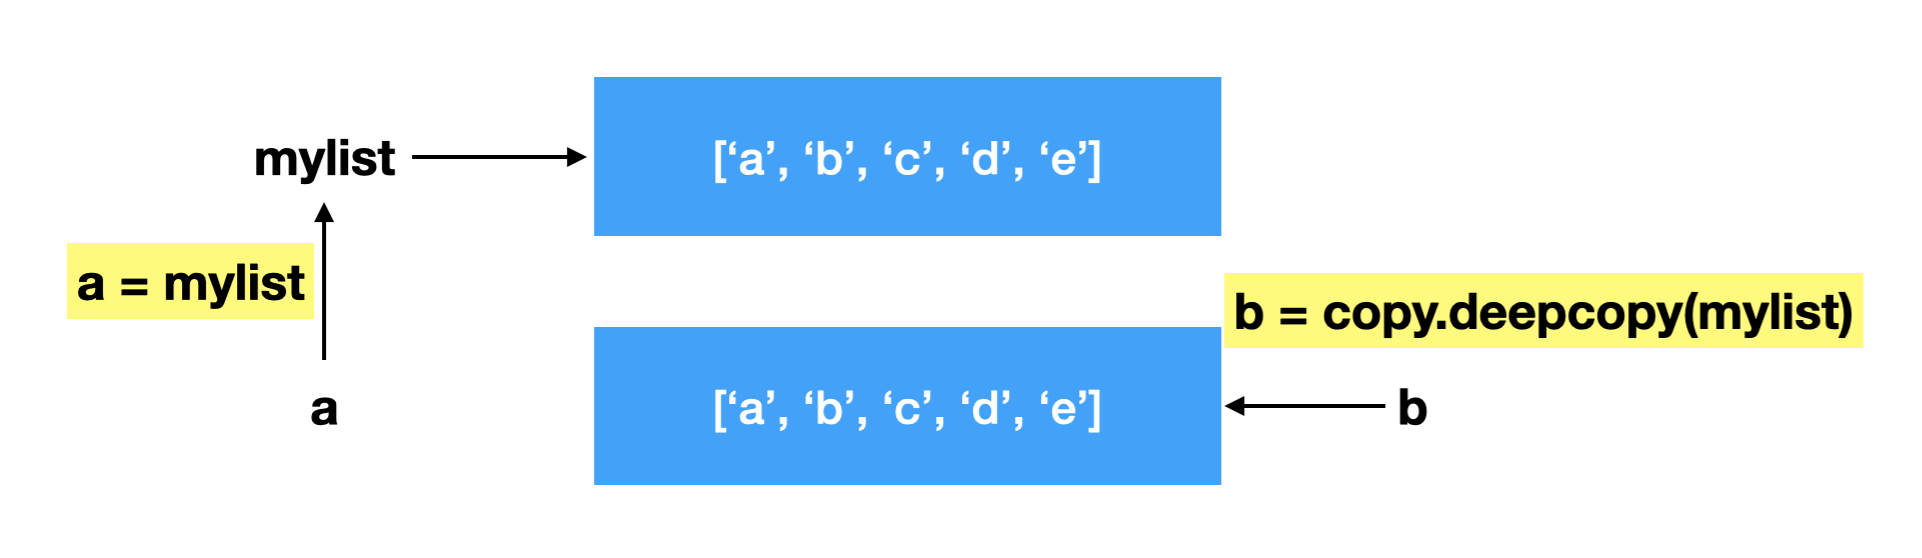 mylist
[‘a’, ‘b’, ‘c’, ‘d’, ‘e’]
a = mylist
b = copy.deepcopy(mylist)
a
[‘a’, ‘b’, ‘c’, ‘d’, ‘e’]
b